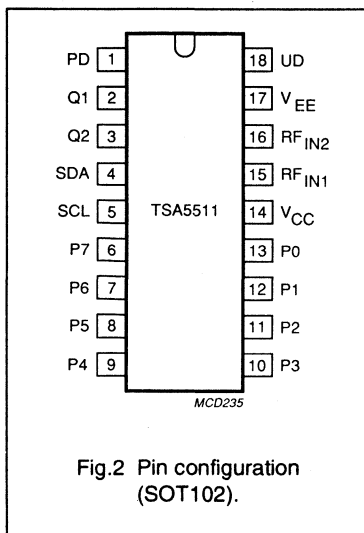 PD 1 18 UD
Q1 2 17 VEE
Q2 3 16 RFIN2
SDA 4 15 RFIN1
SCL 5 TSA5511 14 VCC
P7 6 13 P0
P6 7 12 P1
P5 8 11 P2
P4 9 10 P3
MCD235
Fig.2 Pin configuration
(SOT102).